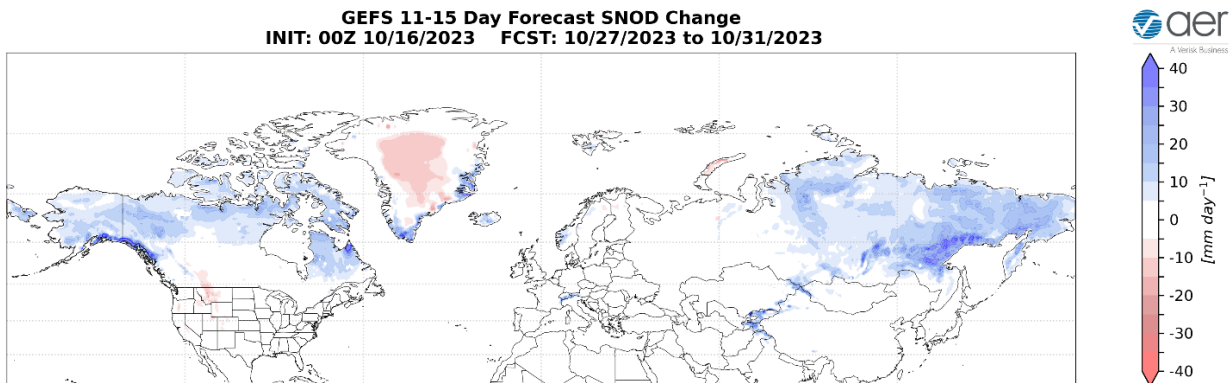 GEFS 11-15 Day Forecast SNOD Change
INIT: 00Z 10/16/2023 FCST: 10/27/2023 to 10/31/2023
aer
A Verisk Business
40
30
20
10
0
-10
-20
-30
-40
[mm day⁻¹]